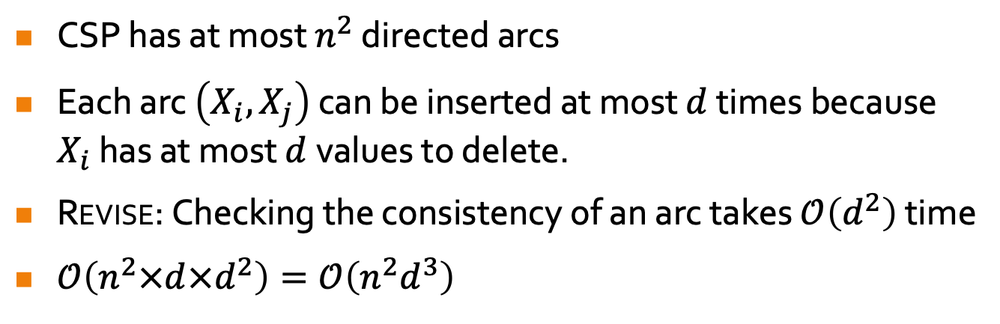 CSP has at most 𝑛² directed arcs
Each arc (𝑋ᵢ, 𝑋ⱼ) can be inserted at most 𝑑 times because
𝑋ᵢ has at most 𝑑 values to delete.
REVISE: Checking the consistency of an arc takes 𝒪(𝑑²) time
𝒪(𝑛²×𝑑×𝑑²) = 𝒪(𝑛²𝑑³)